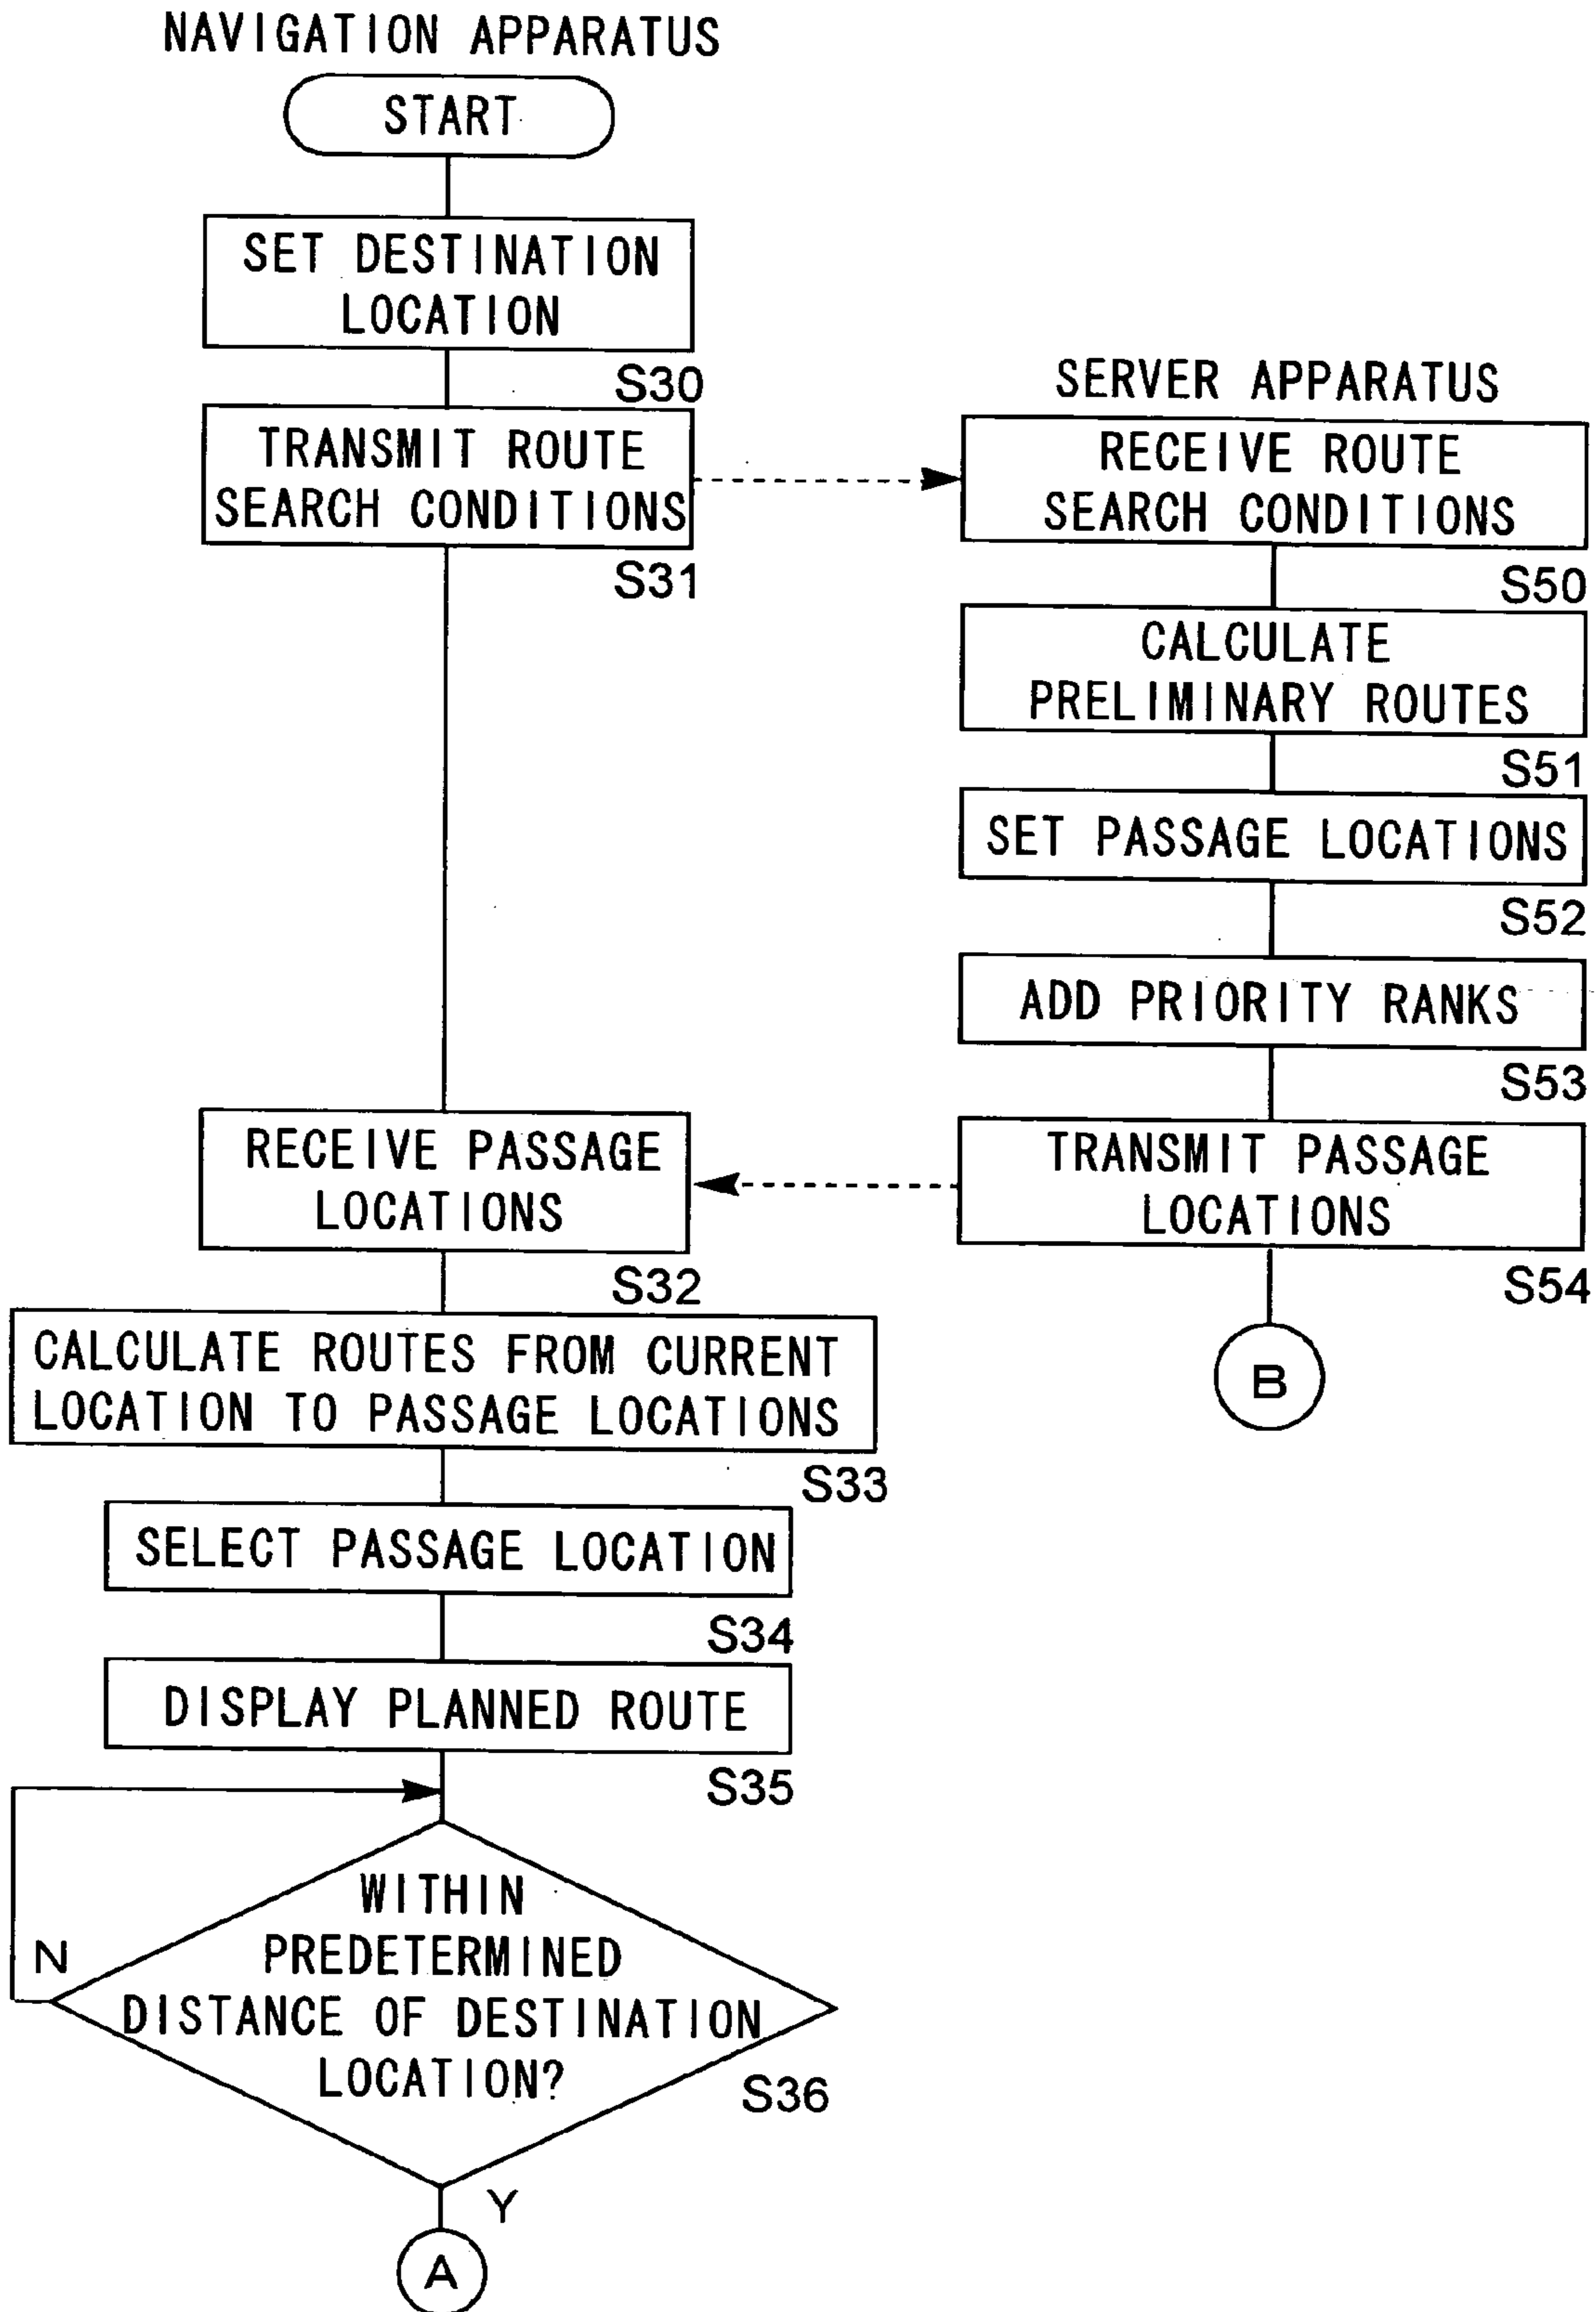 NAVIGATION APPARATUS
START
SET DESTINATION
LOCATION
S30
TRANSMIT ROUTE
SEARCH CONDITIONS
S31
SERVER APPARATUS
RECEIVE ROUTE
SEARCH CONDITIONS
S50
CALCULATE
PRELIMINARY ROUTES
S51
SET PASSAGE LOCATIONS
S52
ADD PRIORITY RANKS
S53
TRANSMIT PASSAGE
LOCATIONS
S54
B
RECEIVE PASSAGE
LOCATIONS
S32
CALCULATE ROUTES FROM CURRENT
LOCATION TO PASSAGE LOCATIONS
S33
SELECT PASSAGE LOCATION
S34
DISPLAY PLANNED ROUTE
S35
WITHIN
PREDETERMINED
DISTANCE OF DESTINATION
LOCATION?
N
S36
Y
A